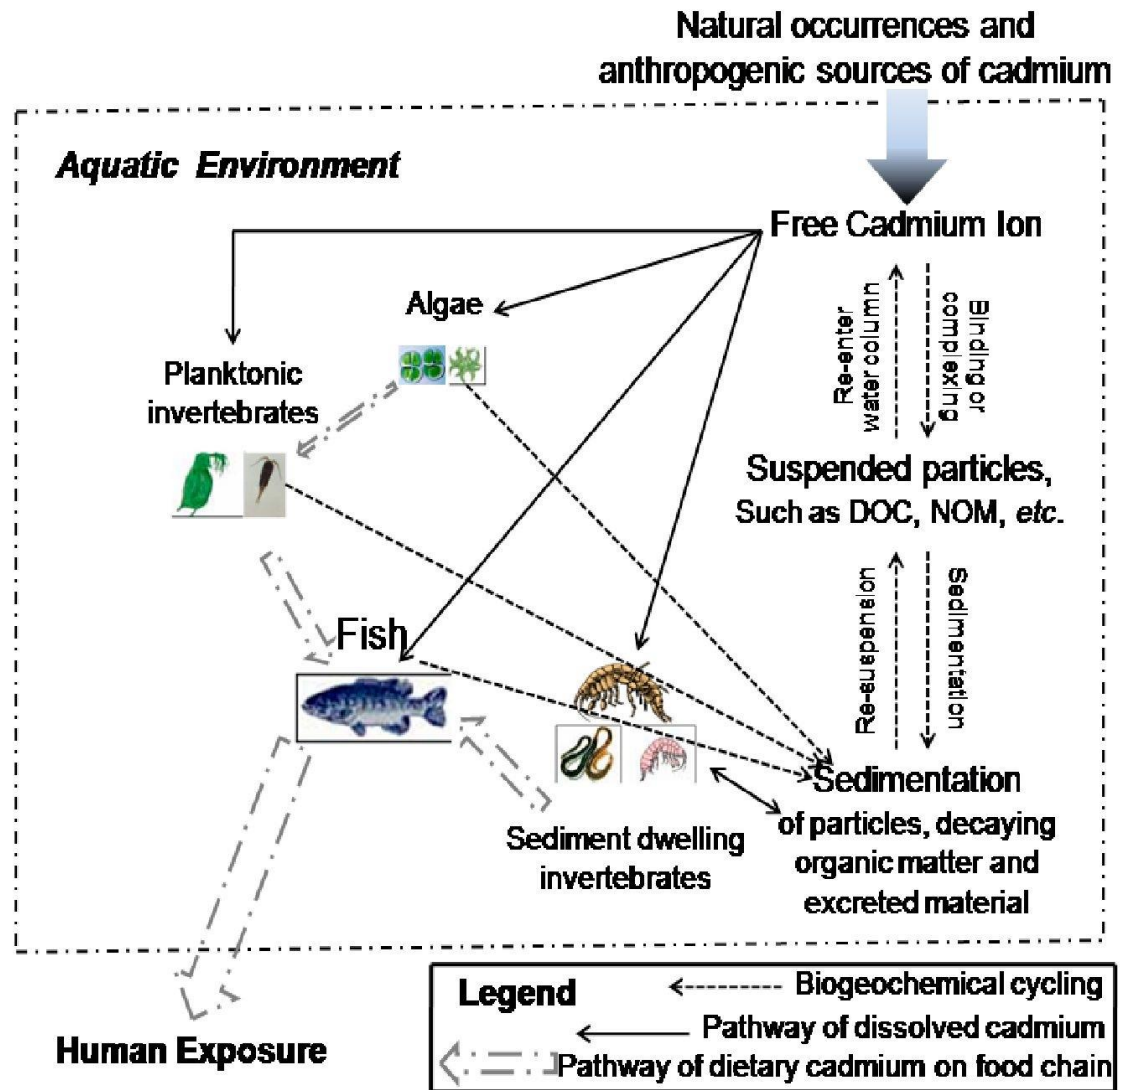 Natural occurrences and
anthropogenic sources of cadmium
Aquatic Environment
Free Cadmium Ion
Algae
Re-enter
water column
Binding or
complexing
Planktonic
invertebrates
Suspended particles,
Such as DOC, NOM, etc.
Fish
Re-suspension
Sedimentation
Sedimentation
of particles, decaying
organic matter and
excreted material
Sediment dwelling
invertebrates
Human Exposure
Legend
Biogeochemical cycling
Pathway of dissolved cadmium
Pathway of dietary cadmium on food chain